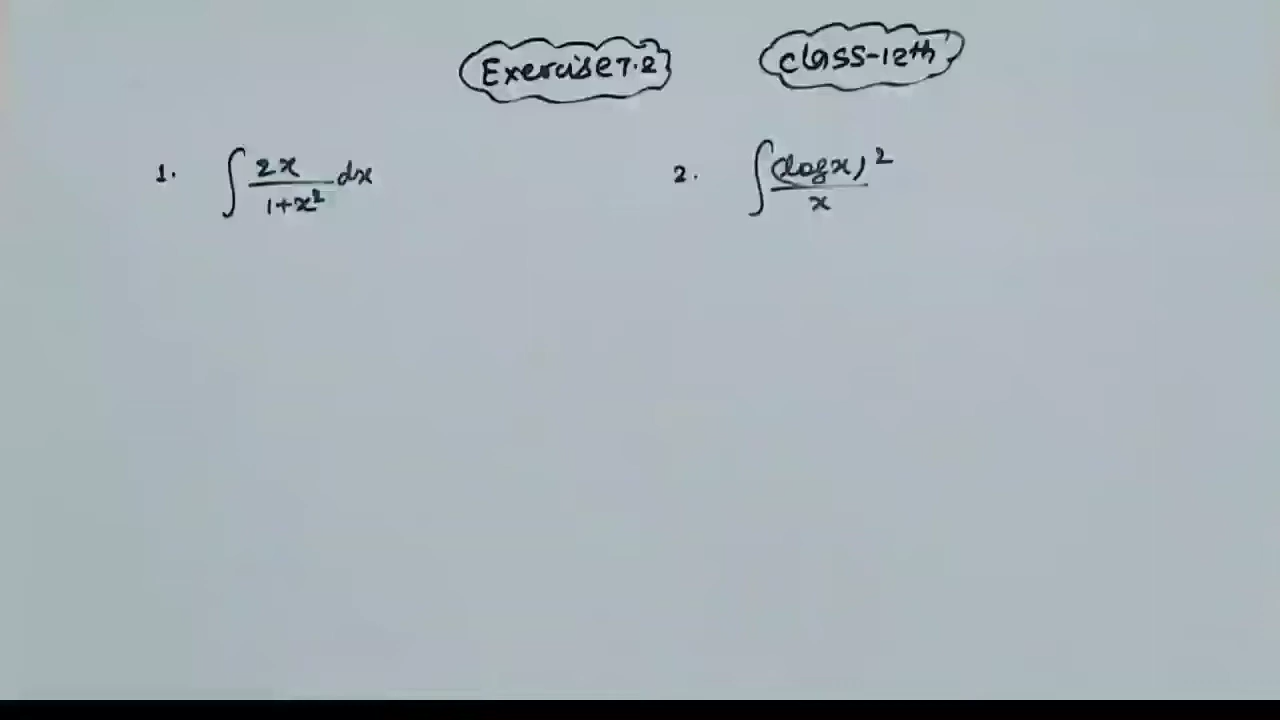 Exercise 7.2 Class-12th
1. ∫ 2x / 1+x² dx 2. ∫ (log x)² / x